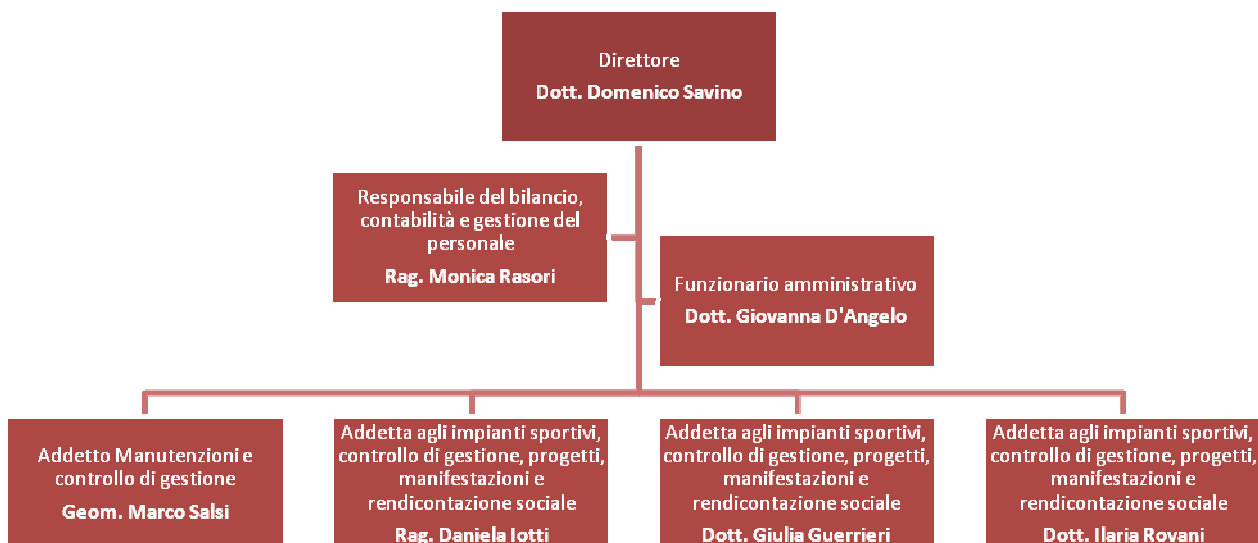 Direttore
Dott. Domenico Savino
Responsabile del bilancio,
contabilità e gestione del
personale
Rag. Monica Rasori
Funzionario amministrativo
Dott. Giovanna D'Angelo
Addetto Manutenzioni e
controllo di gestione
Geom. Marco Salsi
Addetta agli impianti sportivi,
controllo di gestione, progetti,
manifestazioni e
rendicontazione sociale
Rag. Daniela Iotti
Addetta agli impianti sportivi,
controllo di gestione, progetti,
manifestazioni e
rendicontazione sociale
Dott. Giulia Guerrieri
Addetta agli impianti sportivi,
controllo di gestione, progetti,
manifestazioni e
rendicontazione sociale
Dott. Ilaria Rovani